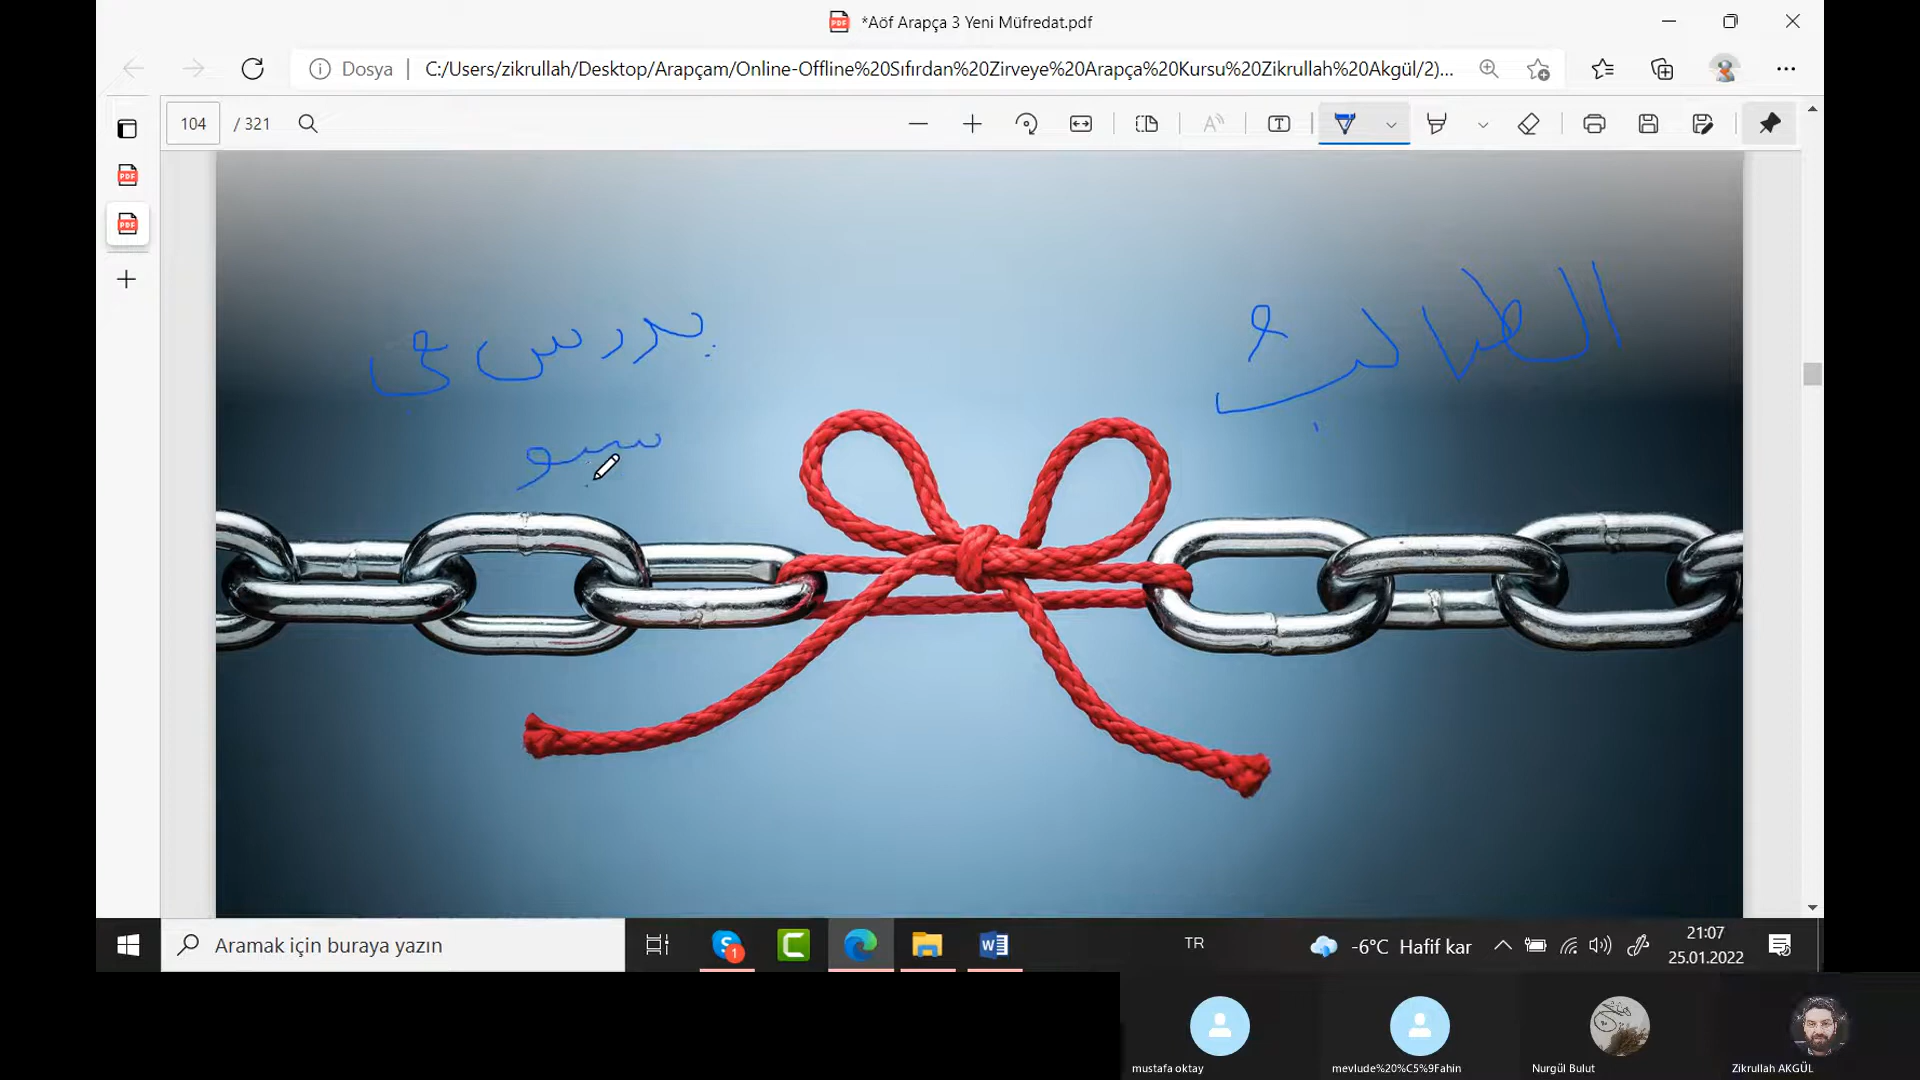 *Aöf Arapça 3 Yeni Müfredat.pdf
Dosya | C:/Users/zikrullah/Desktop/Arapçam/Online-Offline%20Sıfırdan%20Zirveye%20Arapça%20Kursu%20Zikrullah%20Akgül/2)...
104 / 321
الطالب
يدرس في
Aramak için buraya yazın
1
TR
-6°C Hafif kar
21:07
25.01.2022
mustafa oktay
mevlude%20%C5%9Fahin
Nurgül Bulut
Zikrullah AKGÜL